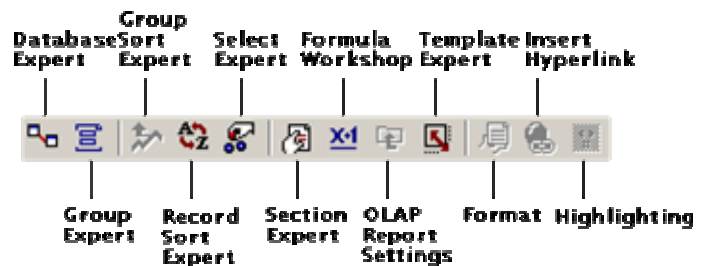 Database Expert
Group Sort Expert
Select Expert
Formula Workshop
Template Expert
Insert Hyperlink
A
Z
X+1
Group Expert
Record Sort Expert
Section Expert
OLAP Report Settings
Format
Highlighting